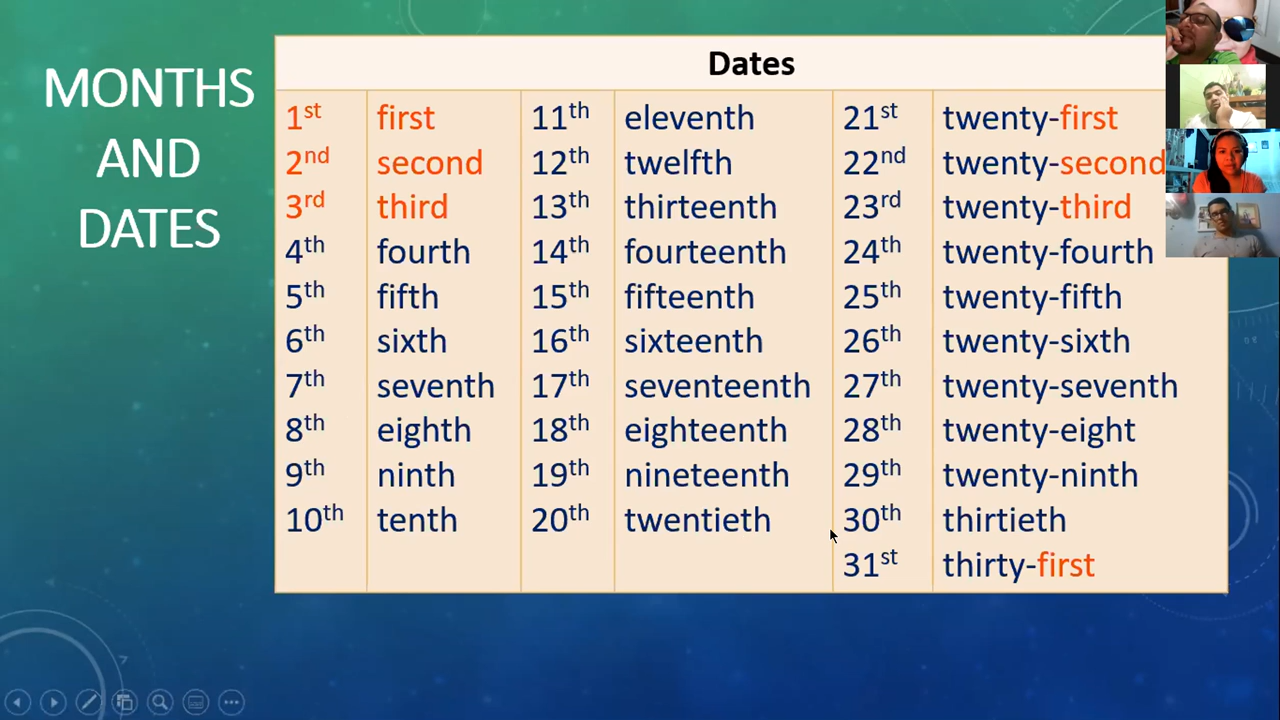 MONTHS
AND
DATES
Dates
1st first 11th eleventh 21st twenty-first
2nd second 12th twelfth 22nd twenty-second
3rd third 13th thirteenth 23rd twenty-third
4th fourth 14th fourteenth 24th twenty-fourth
5th fifth 15th fifteenth 25th twenty-fifth
6th sixth 16th sixteenth 26th twenty-sixth
7th seventh 17th seventeenth 27th twenty-seventh
8th eighth 18th eighteenth 28th twenty-eight
9th ninth 19th nineteenth 29th twenty-ninth
10th tenth 20th twentieth 30th thirtieth
31st thirty-first